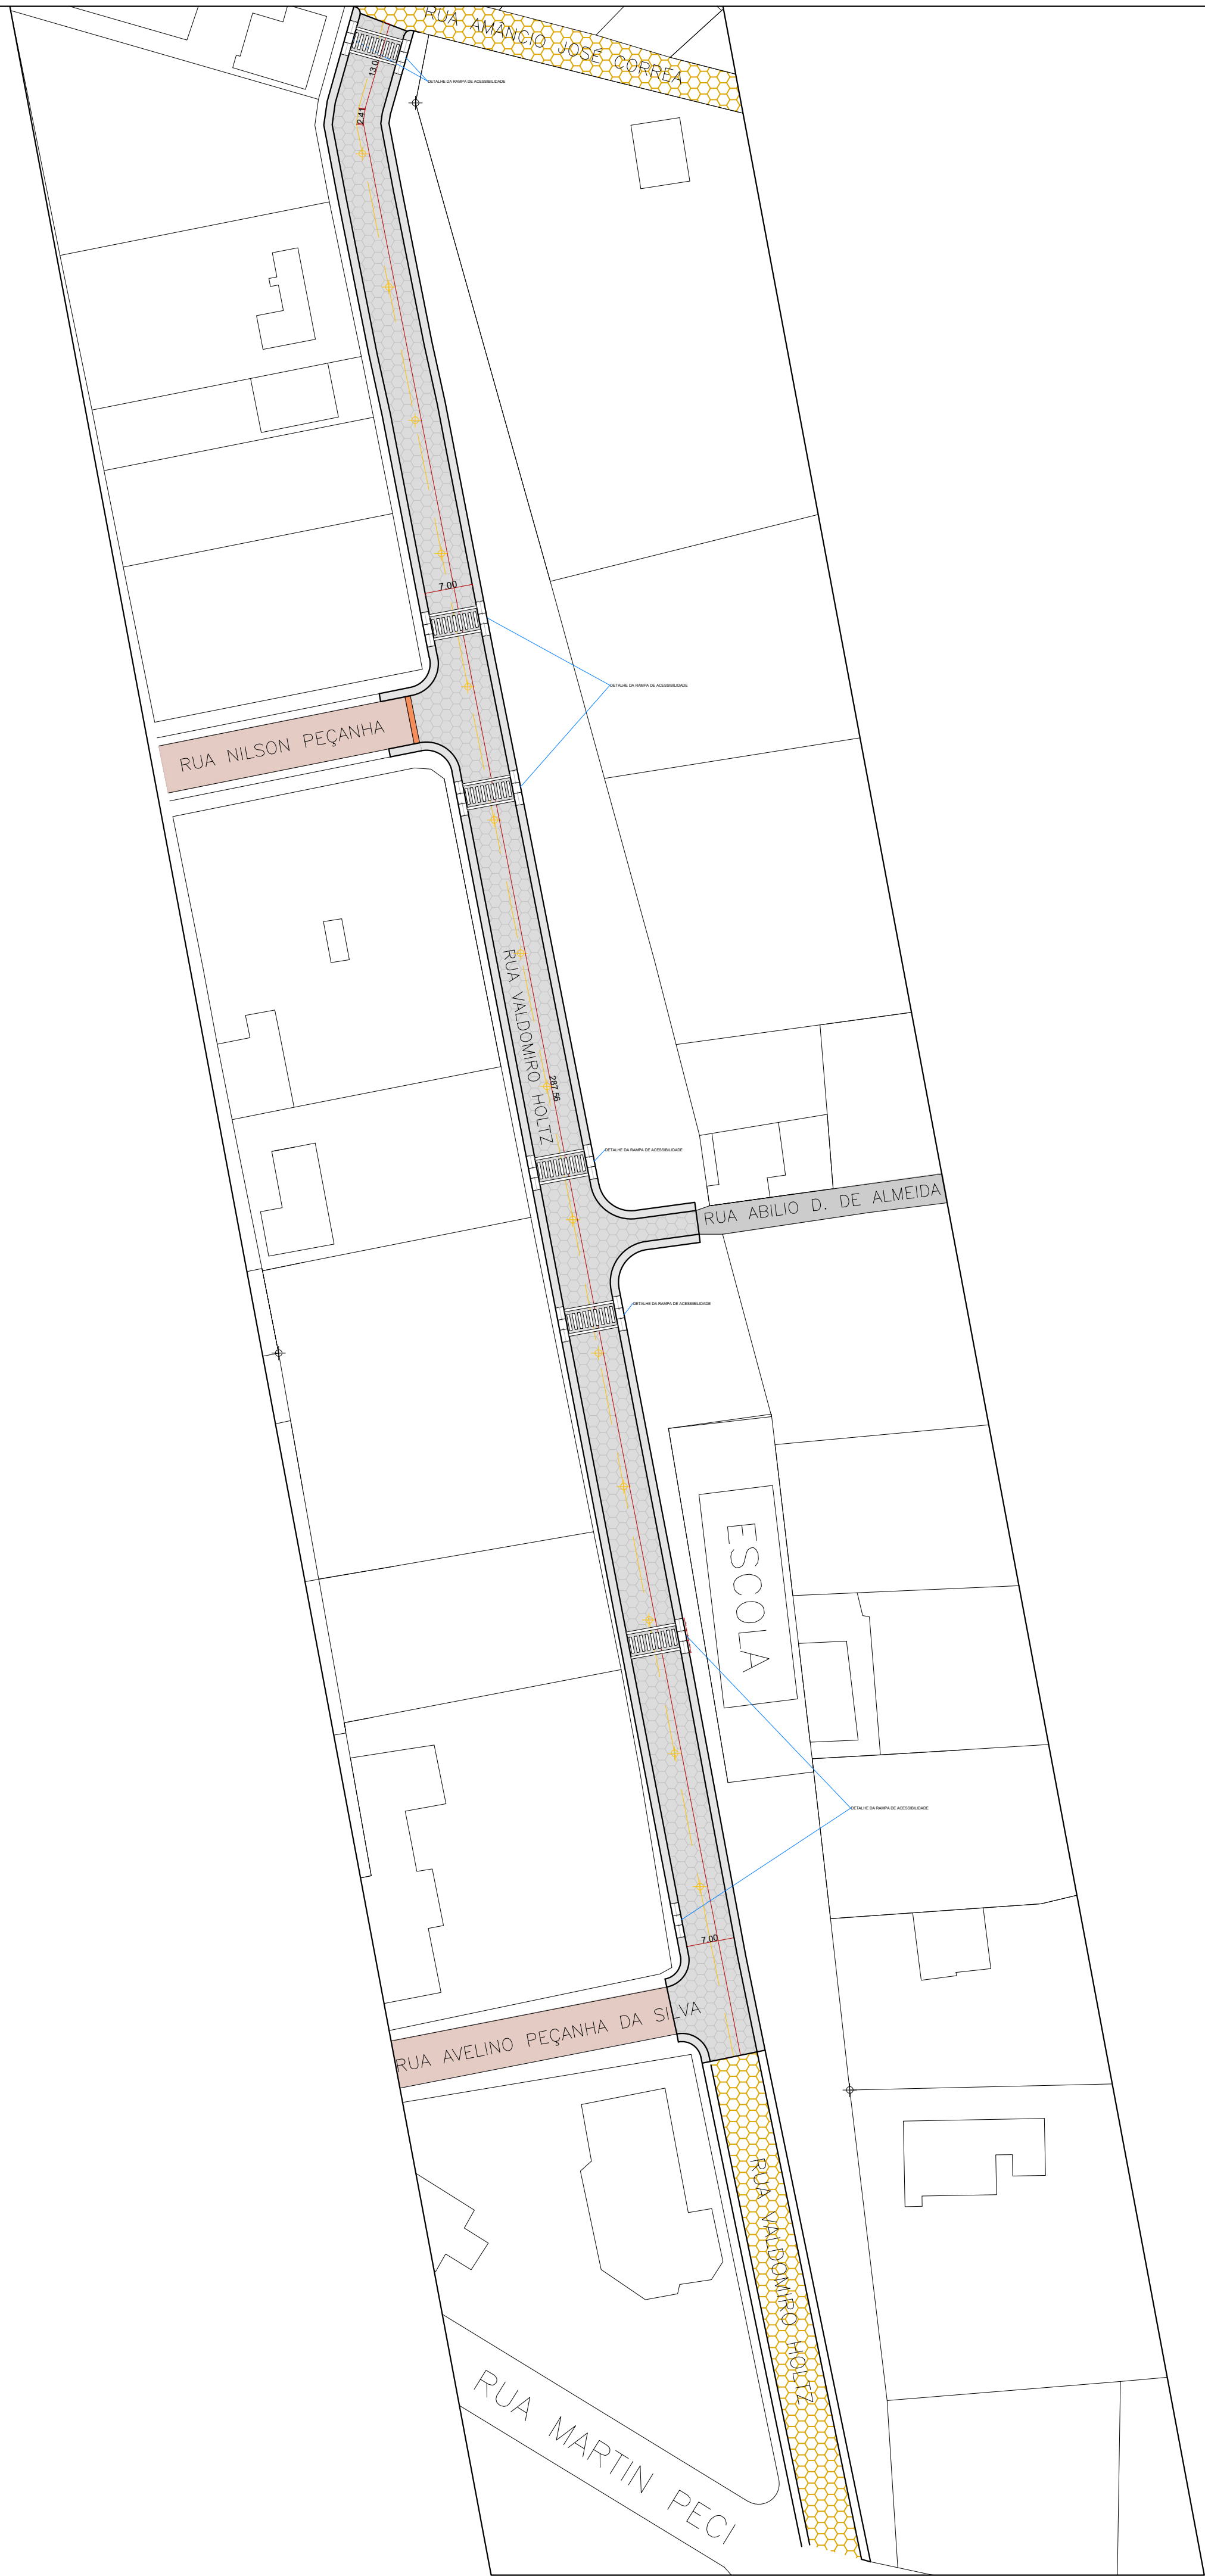 RUA AMÂNCIO JOSÉ CORREA
13.0
DETALHE DA RAMPA DE ACESSIBILIDADE
2.41
7.00
DETALHE DA RAMPA DE ACESSIBILIDADE
RUA NILSON PEÇANHA
RUA VALDOMIRO HOLTZ
287.56
DETALHE DA RAMPA DE ACESSIBILIDADE
RUA ABILIO D. DE ALMEIDA
DETALHE DA RAMPA DE ACESSIBILIDADE
ESCOLA
DETALHE DA RAMPA DE ACESSIBILIDADE
7.00
RUA AVELINO PEÇANHA DA SILVA
RUA VALDOMIRO HOLTZ
RUA MARTIN PECI